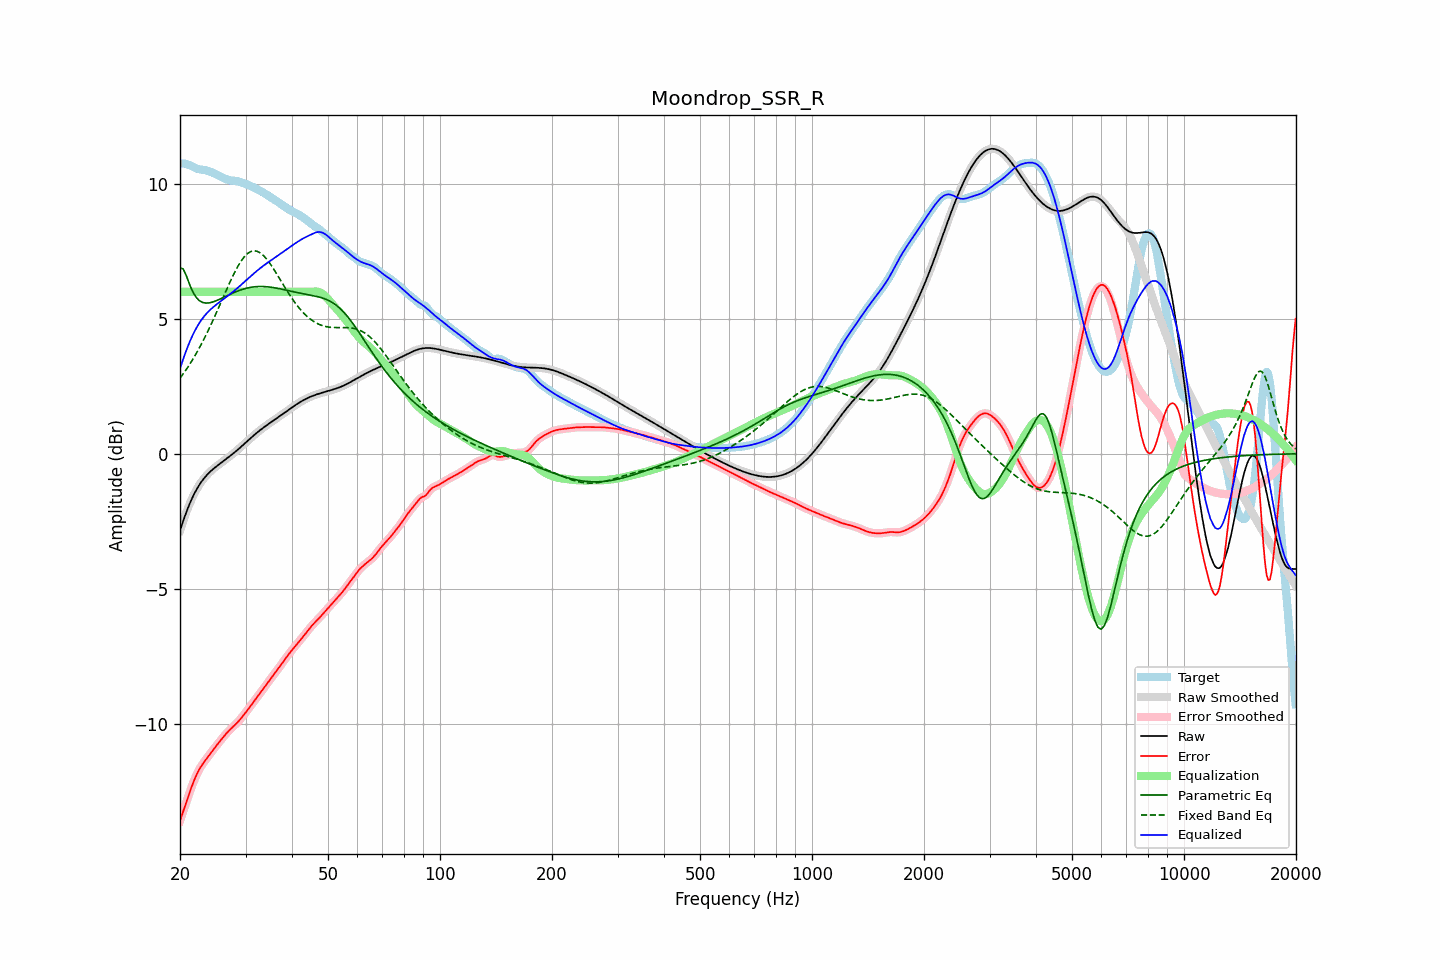 Moondrop_SSR_R
Amplitude (dBr)
10
5
0
−5
−10
20
50
100
200
500
1000
2000
5000
10000
20000
Frequency (Hz)
Target
Raw Smoothed
Error Smoothed
Raw
Error
Equalization
Parametric Eq
Fixed Band Eq
Equalized